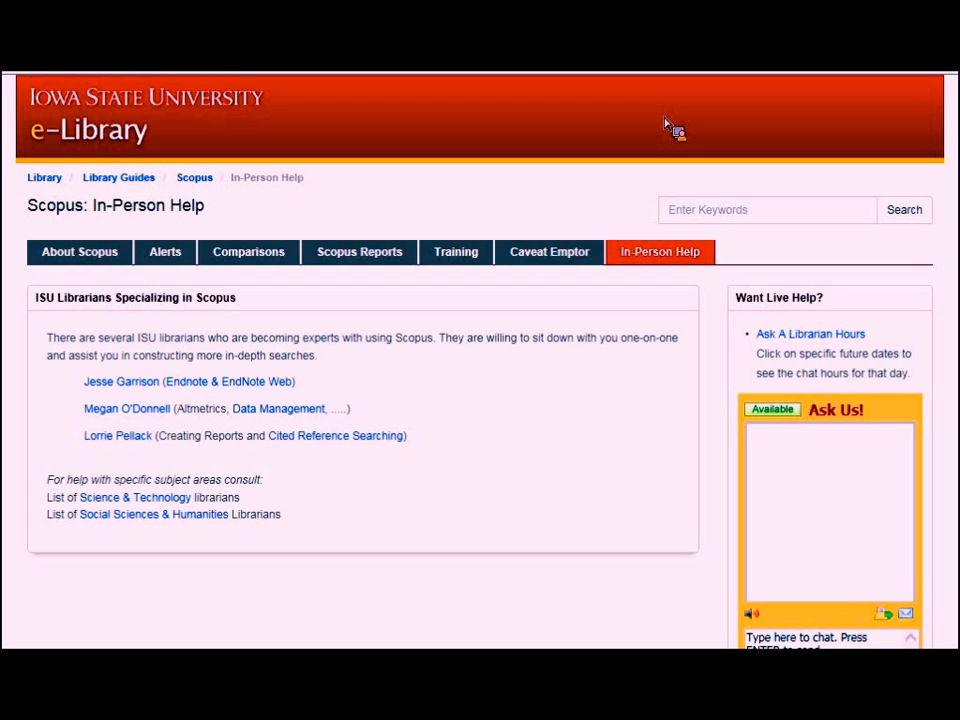 IOWA STATE UNIVERSITY
e-Library
Library / Library Guides / Scopus / In-Person Help
Scopus: In-Person Help
Enter Keywords Search
About Scopus Alerts Comparisons Scopus Reports Training Caveat Emptor In-Person Help
ISU Librarians Specializing in Scopus
There are several ISU librarians who are becoming experts with using Scopus. They are willing to sit down with you one-on-one
and assist you in constructing more in-depth searches.
Jesse Garrison (Endnote & EndNote Web)
Megan O'Donnell (Altmetrics, Data Management, .....)
Lorrie Pellack (Creating Reports and Cited Reference Searching)
For help with specific subject areas consult:
List of Science & Technology librarians
List of Social Sciences & Humanities Librarians
Want Live Help?
• Ask A Librarian Hours
Click on specific future dates to
see the chat hours for that day.
Available Ask Us!
Type here to chat. Press